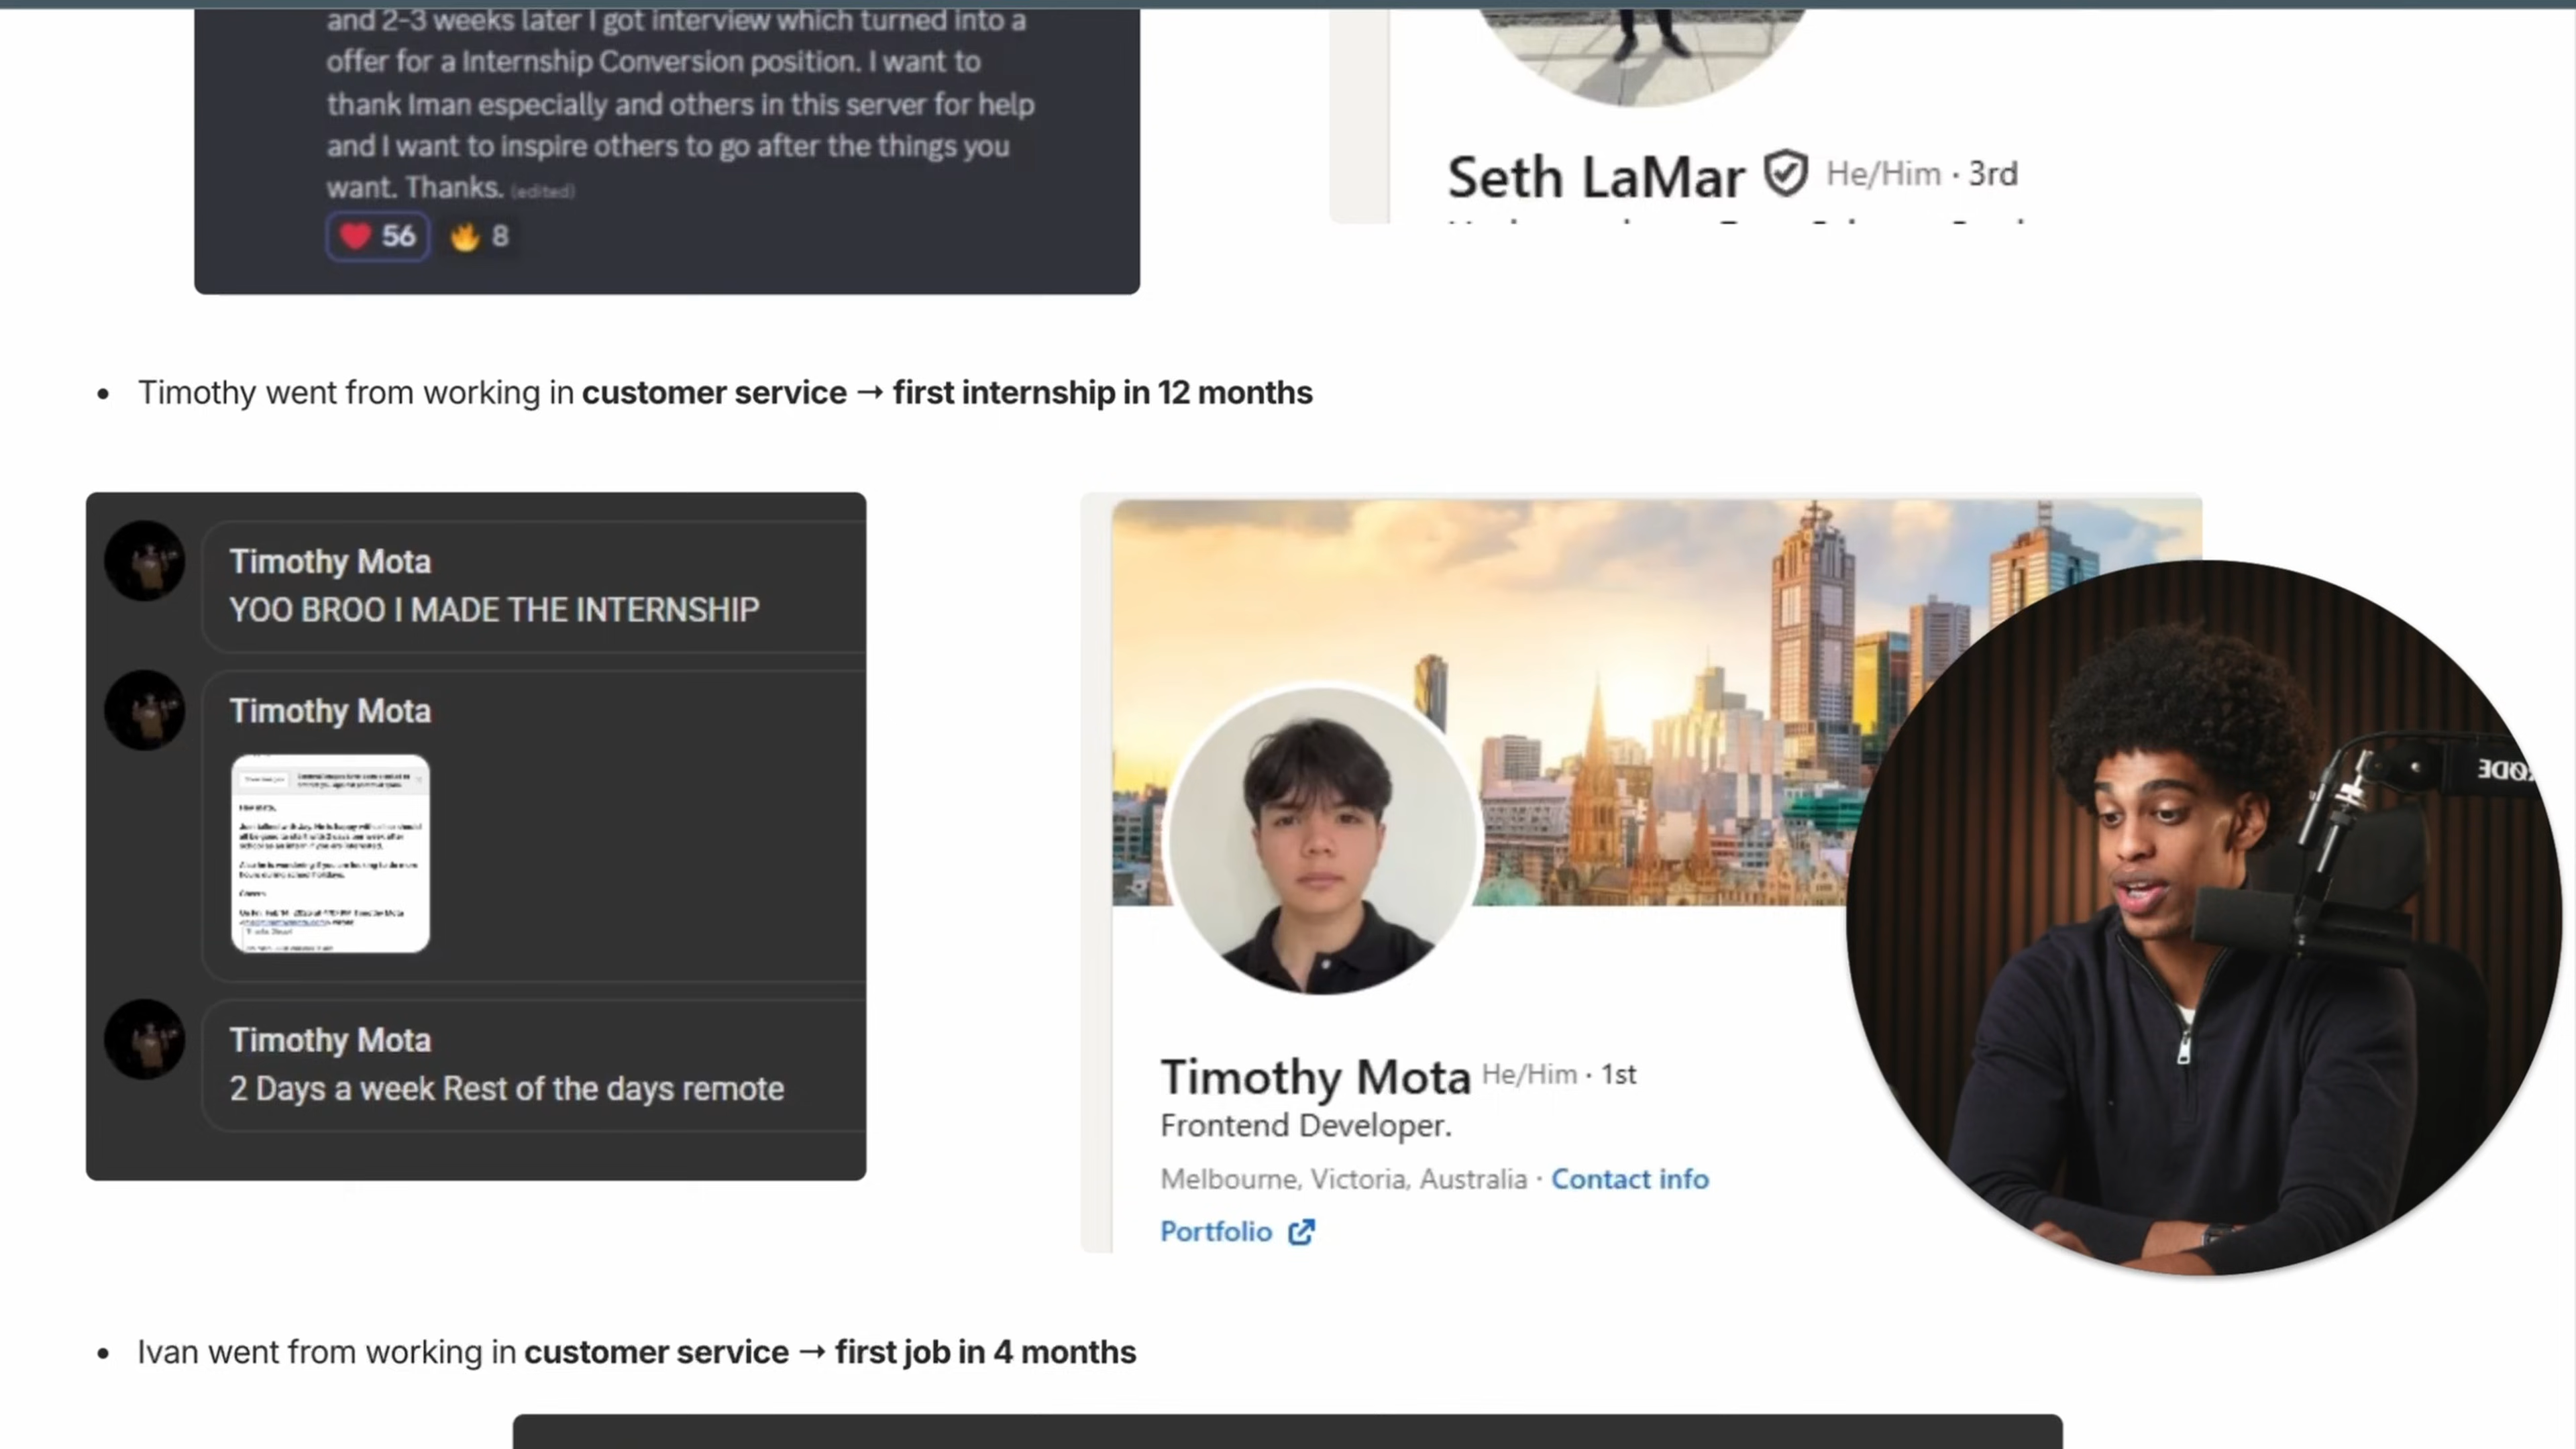 and 2-3 weeks later I got interview which turned into a
offer for a Internship Conversion position. I want to
thank Iman especially and others in this server for help
and I want to inspire others to go after the things you
want. Thanks. (edited)
❤️ 56 🔥 8
Seth LaMar He/Him · 3rd
• Timothy went from working in customer service → first internship in 12 months
Timothy Mota
YOO BROO I MADE THE INTERNSHIP
Timothy Mota
Timothy Mota
2 Days a week Rest of the days remote
Timothy Mota He/Him · 1st
Frontend Developer.
Melbourne, Victoria, Australia · Contact info
Portfolio
• Ivan went from working in customer service → first job in 4 months